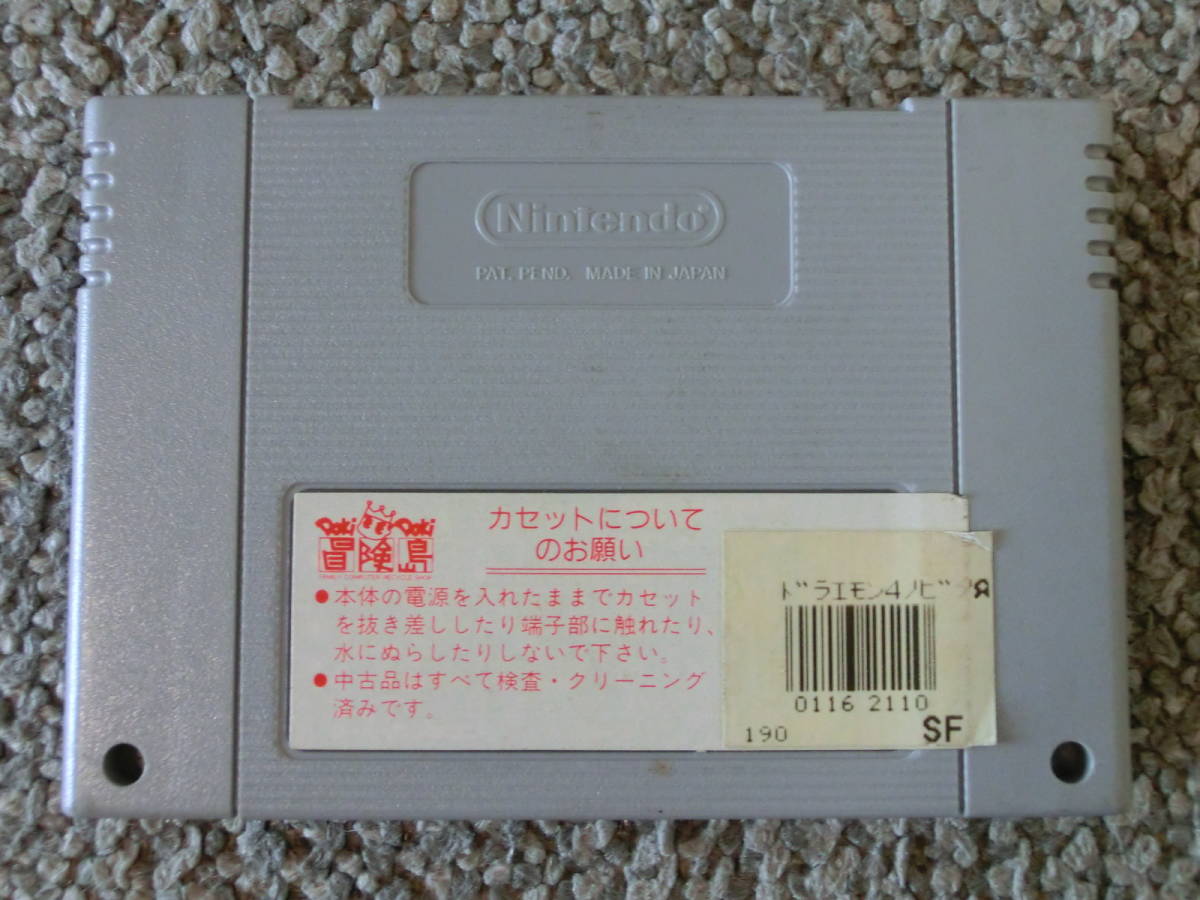 Nintendo
PAT. PEND. MADE IN JAPAN
Doki Doki
冒険島
FAMILY COMPUTER RECYCLE SHOP
カセットについて
のお願い
●本体の電源を入れたままでカセット
を抜き差ししたり端子部に触れたり、
水にぬらしたりしないで下さい。
●中古品はすべて検査・クリーニング
済みです。
ﾄﾞラエモン4ノビ
0116 2110
190 SF